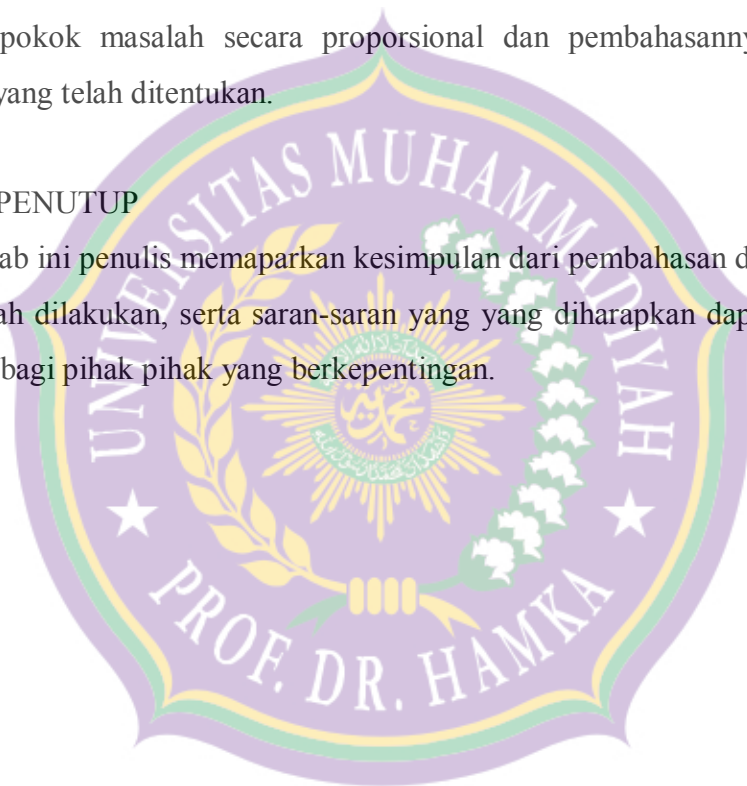 pokok masalah secara proporsional dan pembahasanny
yang telah ditentukan.
PENUTUP
ab ini penulis memaparkan kesimpulan dari pembahasan d
ah dilakukan, serta saran-saran yang yang diharapkan dap
bagi pihak pihak yang berkepentingan.
UNIVERSITAS MUHAMMADIYAH
PROF. DR. HAMKA